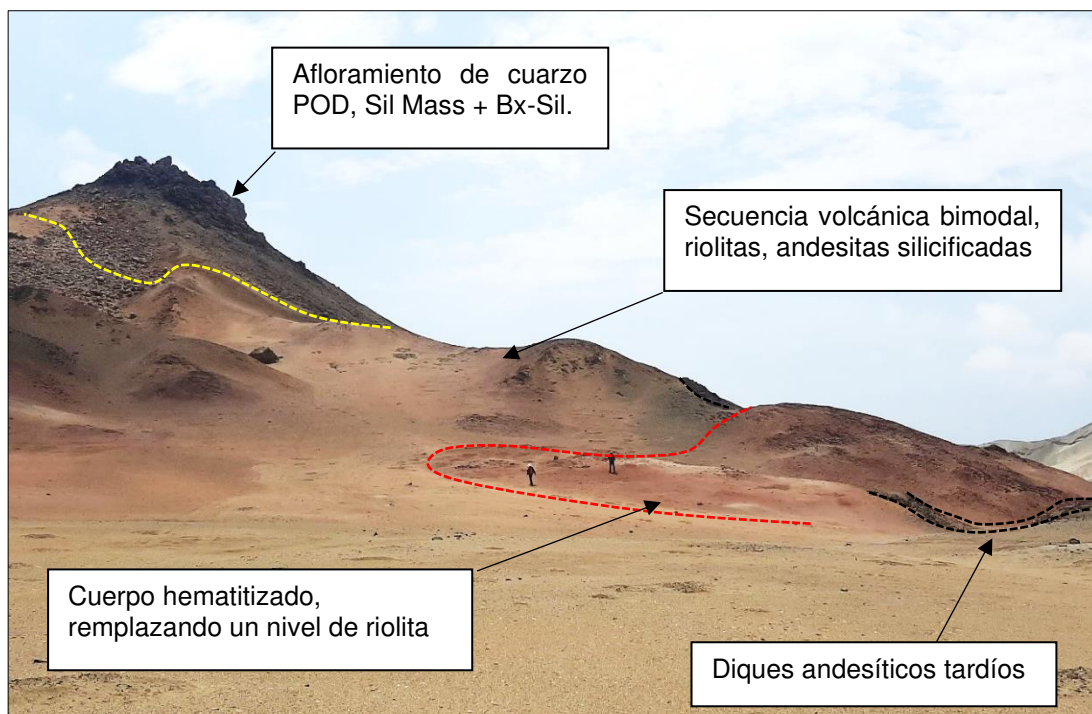 Afloramiento de cuarzo
POD, Sil Mass + Bx-Sil.
Secuencia volcánica bimodal,
riolitas, andesitas silicificadas
Cuerpo hematitizado,
remplazando un nivel de riolita
Diques andesíticos tardíos